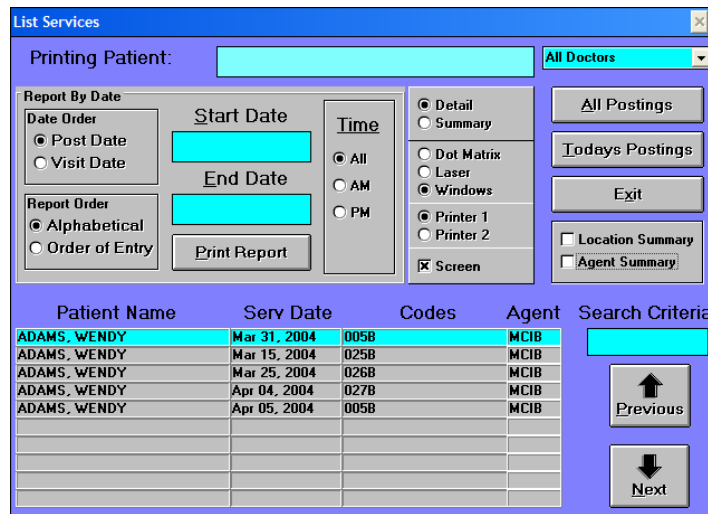 List Services
Printing Patient:
All Doctors
Report By Date
Date Order
Post Date
Visit Date
Report Order
Alphabetical
Order of Entry
Start Date
End Date
Print Report
Time
All
AM
PM
Detail
Summary
Dot Matrix
Laser
Windows
Printer 1
Printer 2
Screen
All Postings
Todays Postings
Exit
Location Summary
Agent Summary
Patient Name Serv Date Codes Agent Search Criteria
ADAMS, WENDY Mar 31, 2004 005B MCIB
ADAMS, WENDY Mar 15, 2004 025B MCIB
ADAMS, WENDY Mar 25, 2004 026B MCIB
ADAMS, WENDY Apr 04, 2004 027B MCIB
ADAMS, WENDY Apr 05, 2004 005B MCIB
Previous
Next